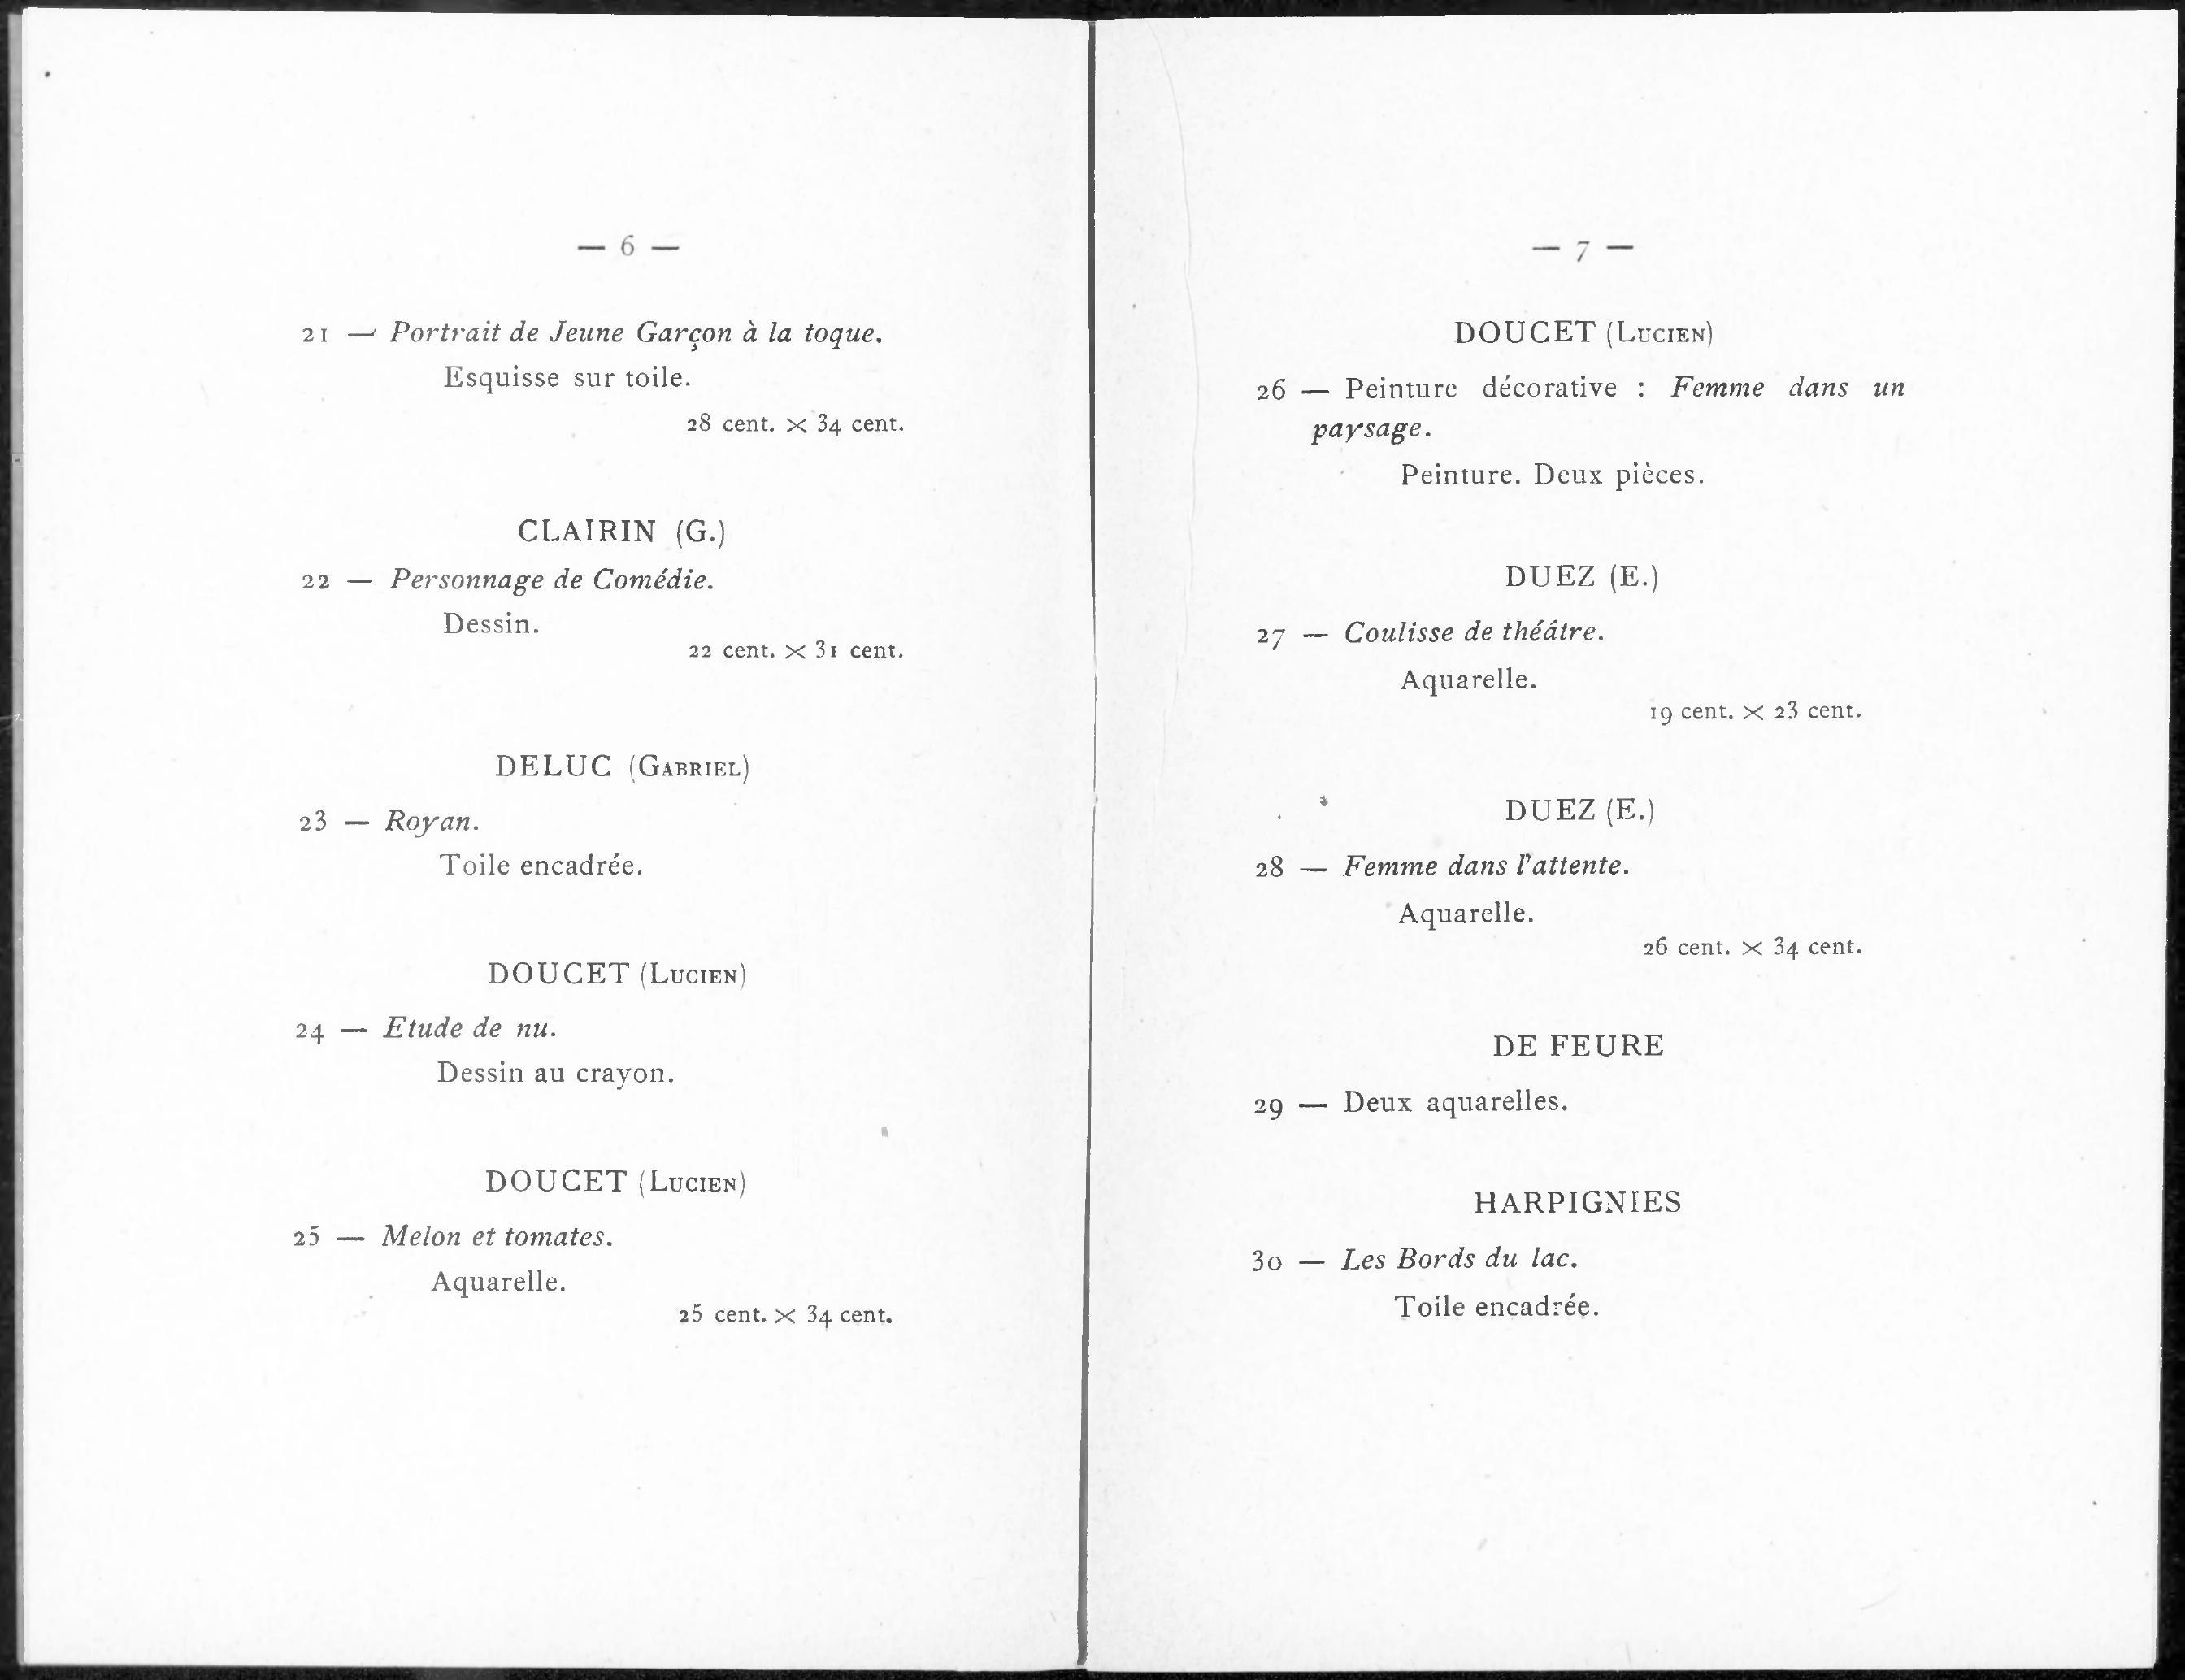 — 6 —
21 — Portrait de Jeune Garçon à la toque.
Esquisse sur toile.
28 cent. × 34 cent.
CLAIRIN (G.)
22 — Personnage de Comédie.
Dessin.
22 cent. × 31 cent.
DELUC (Gabriel)
23 — Royan.
Toile encadrée.
DOUCET (Lucien)
24 — Etude de nu.
Dessin au crayon.
DOUCET (Lucien)
25 — Melon et tomates.
Aquarelle.
25 cent. × 34 cent.
— 7 —
DOUCET (Lucien)
26 — Peinture décorative : Femme dans un
paysage.
Peinture. Deux pièces.
DUEZ (E.)
27 — Coulisse de théâtre.
Aquarelle.
19 cent. × 23 cent.
DUEZ (E.)
28 — Femme dans l'attente.
Aquarelle.
26 cent. × 34 cent.
DE FEURE
29 — Deux aquarelles.
HARPIGNIES
30 — Les Bords du lac.
Toile encadrée.